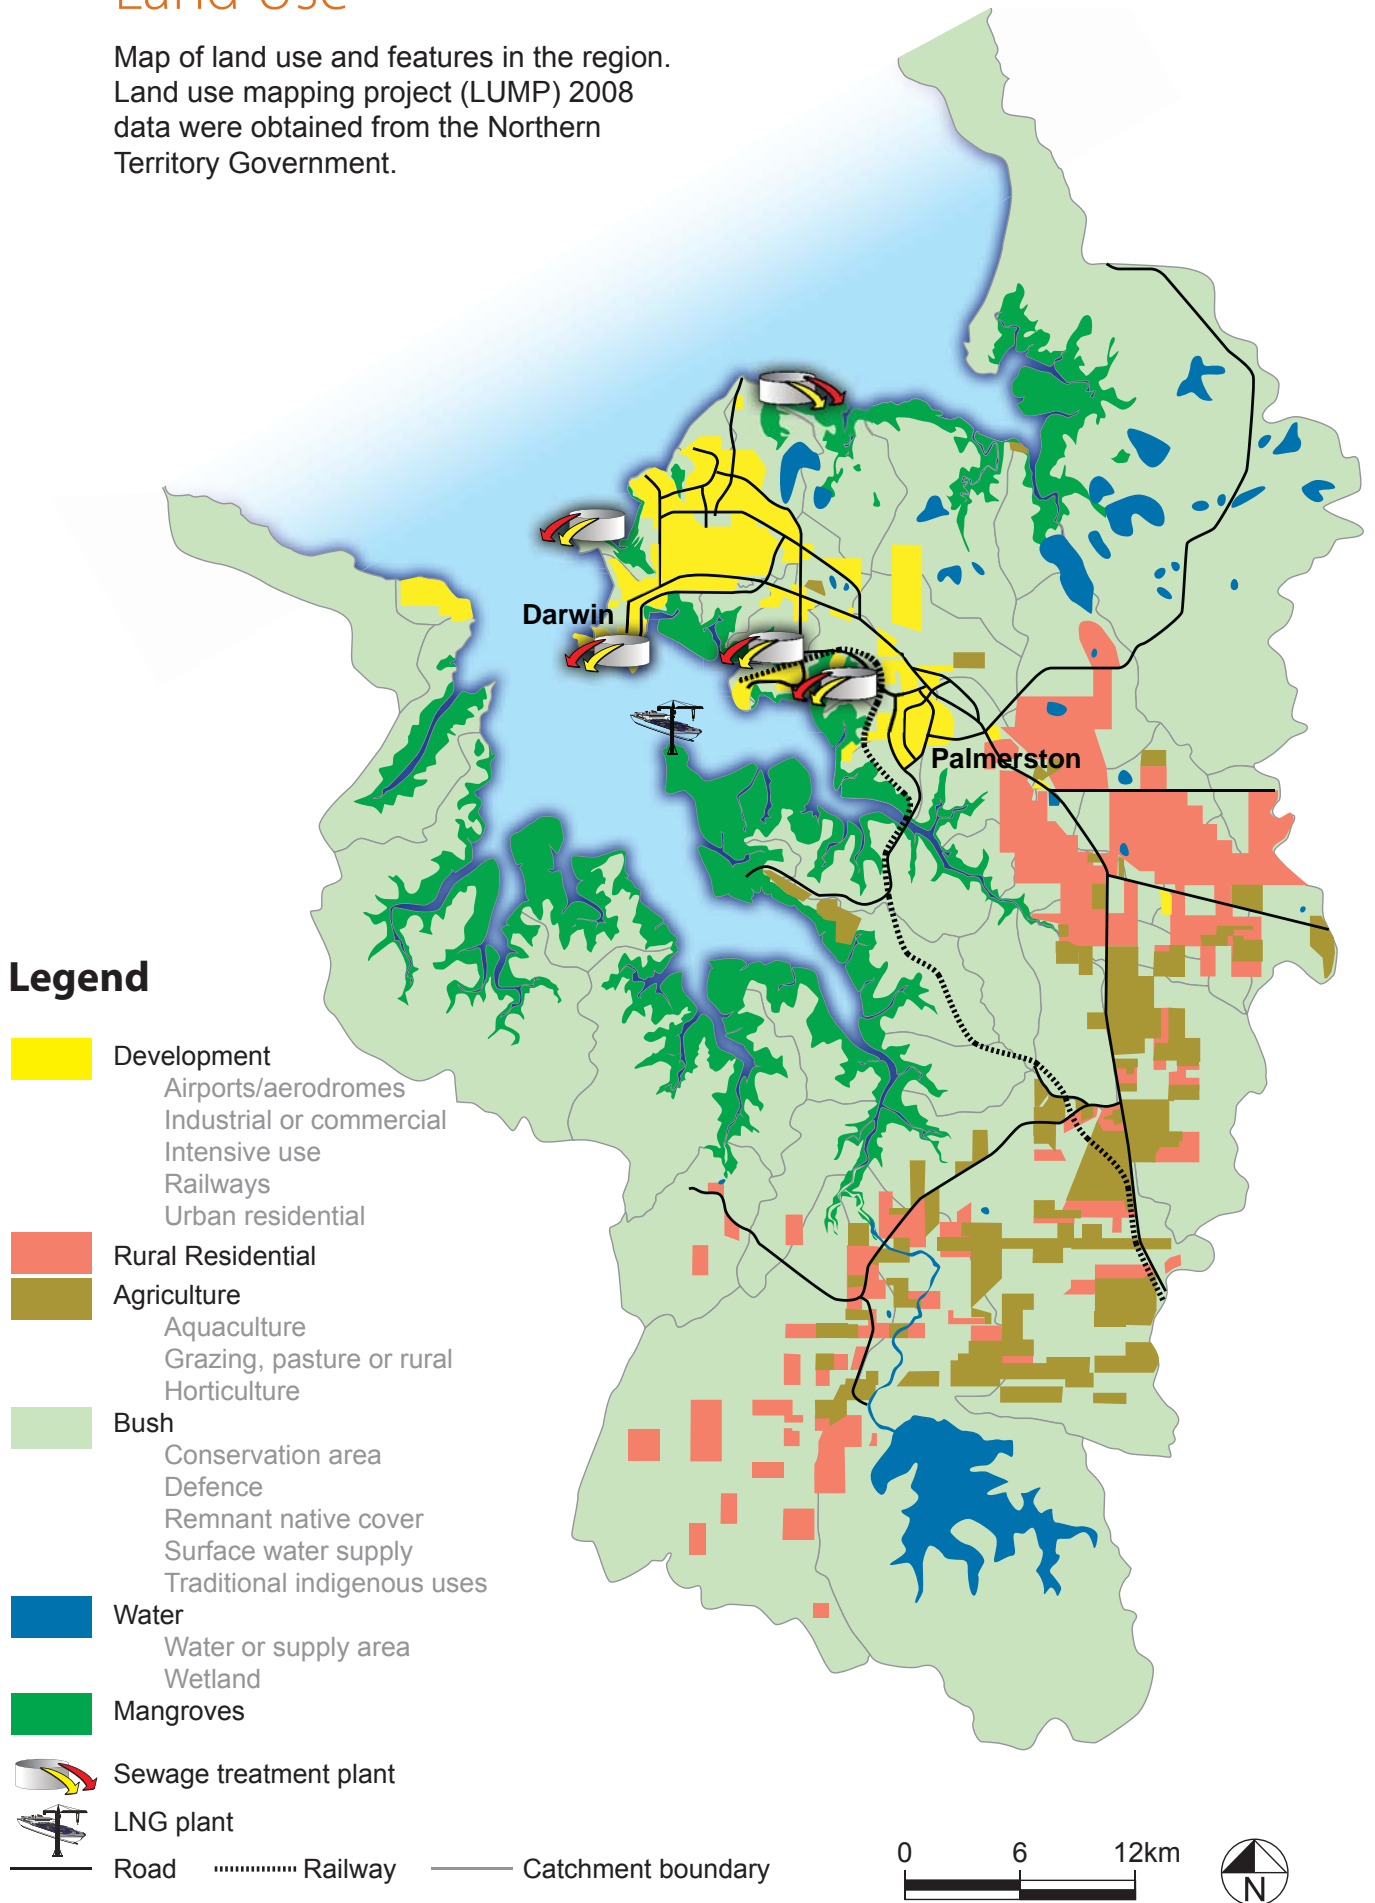 Land Use
Map of land use and features in the region.
Land use mapping project (LUMP) 2008
data were obtained from the Northern
Territory Government.
Darwin
Palmerston
Legend
Development
Airports/aerodromes
Industrial or commercial
Intensive use
Railways
Urban residential
Rural Residential
Agriculture
Aquaculture
Grazing, pasture or rural
Horticulture
Bush
Conservation area
Defence
Remnant native cover
Surface water supply
Traditional indigenous uses
Water
Water or supply area
Wetland
Mangroves
Sewage treatment plant
LNG plant
Road Railway Catchment boundary
0 6 12km
N